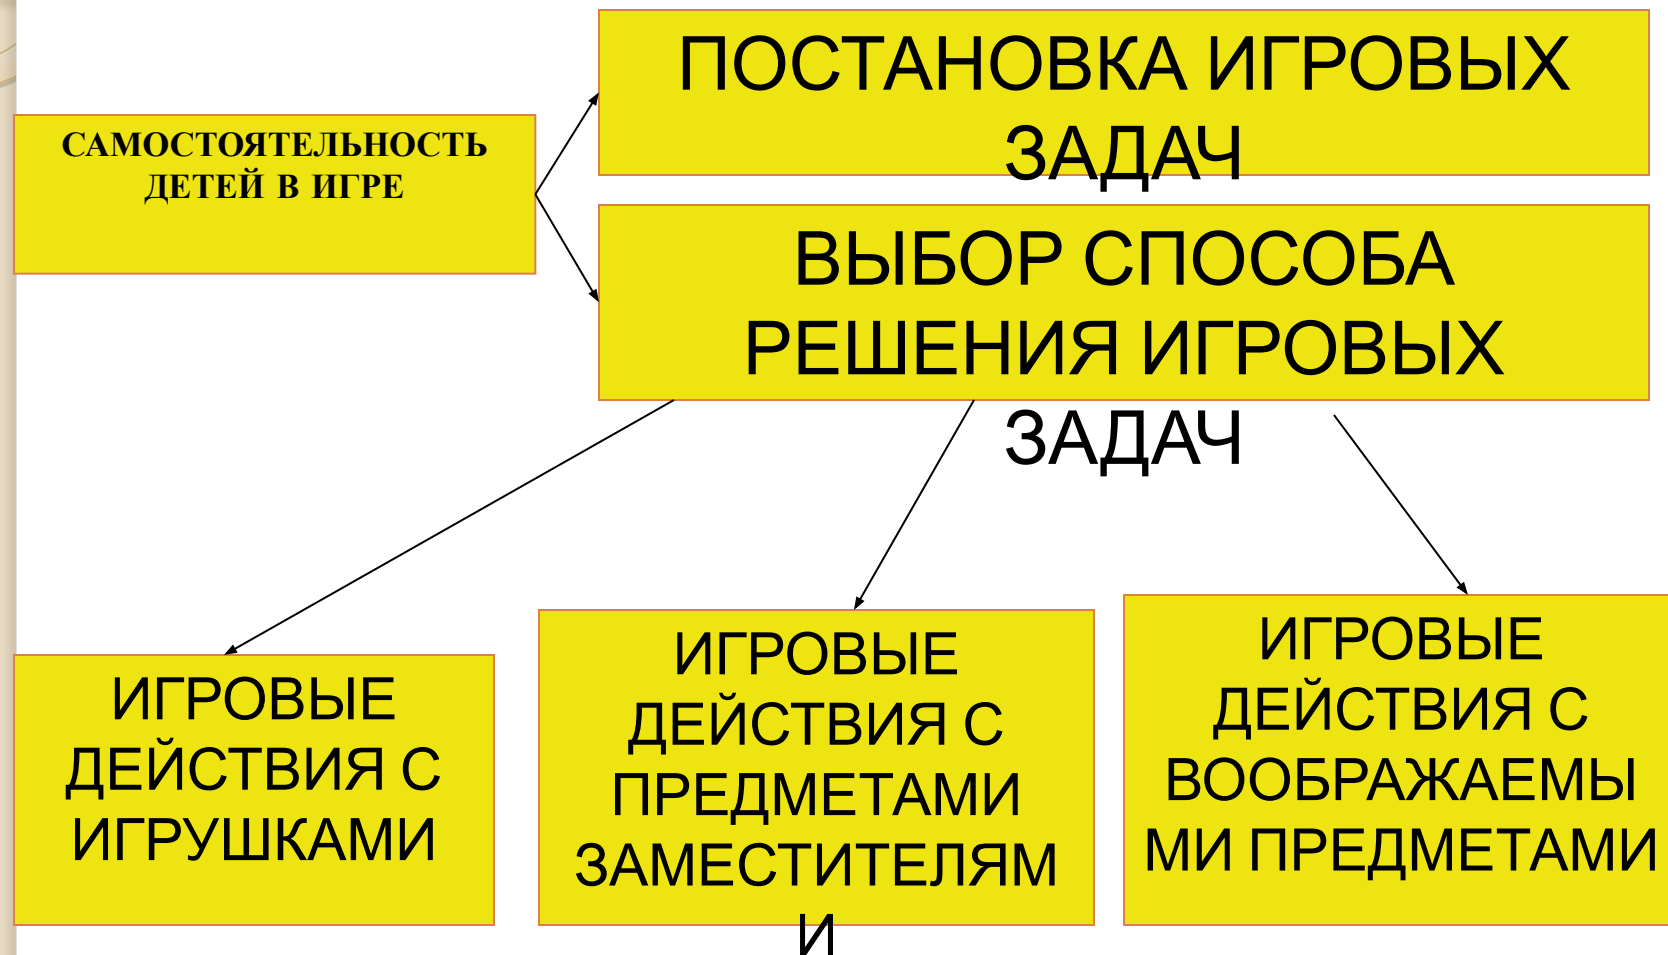 САМОСТОЯТЕЛЬНОСТЬ
ДЕТЕЙ В ИГРЕ
ПОСТАНОВКА ИГРОВЫХ
ЗАДАЧ
ВЫБОР СПОСОБА
РЕШЕНИЯ ИГРОВЫХ
ЗАДАЧ
ИГРОВЫЕ
ДЕЙСТВИЯ С
ИГРУШКАМИ
ИГРОВЫЕ
ДЕЙСТВИЯ С
ПРЕДМЕТАМИ
ЗАМЕСТИТЕЛЯМ
И
ИГРОВЫЕ
ДЕЙСТВИЯ С
ВООБРАЖАЕМЫ
МИ ПРЕДМЕТАМИ